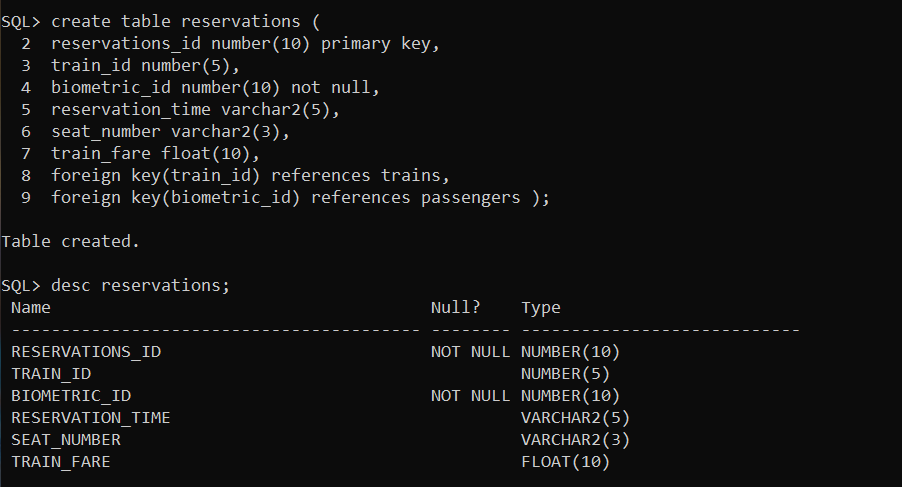 SQL> create table reservations (
  2  reservations_id number(10) primary key,
  3  train_id number(5),
  4  biometric_id number(10) not null,
  5  reservation_time varchar2(5),
  6  seat_number varchar2(3),
  7  train_fare float(10),
  8  foreign key(train_id) references trains,
  9  foreign key(biometric_id) references passengers );

Table created.

SQL> desc reservations;
 Name                                      Null?    Type
 ----------------------------------------- -------- ----------------------------
 RESERVATIONS_ID                           NOT NULL NUMBER(10)
 TRAIN_ID                                           NUMBER(5)
 BIOMETRIC_ID                              NOT NULL NUMBER(10)
 RESERVATION_TIME                                   VARCHAR2(5)
 SEAT_NUMBER                                        VARCHAR2(3)
 TRAIN_FARE                                         FLOAT(10)